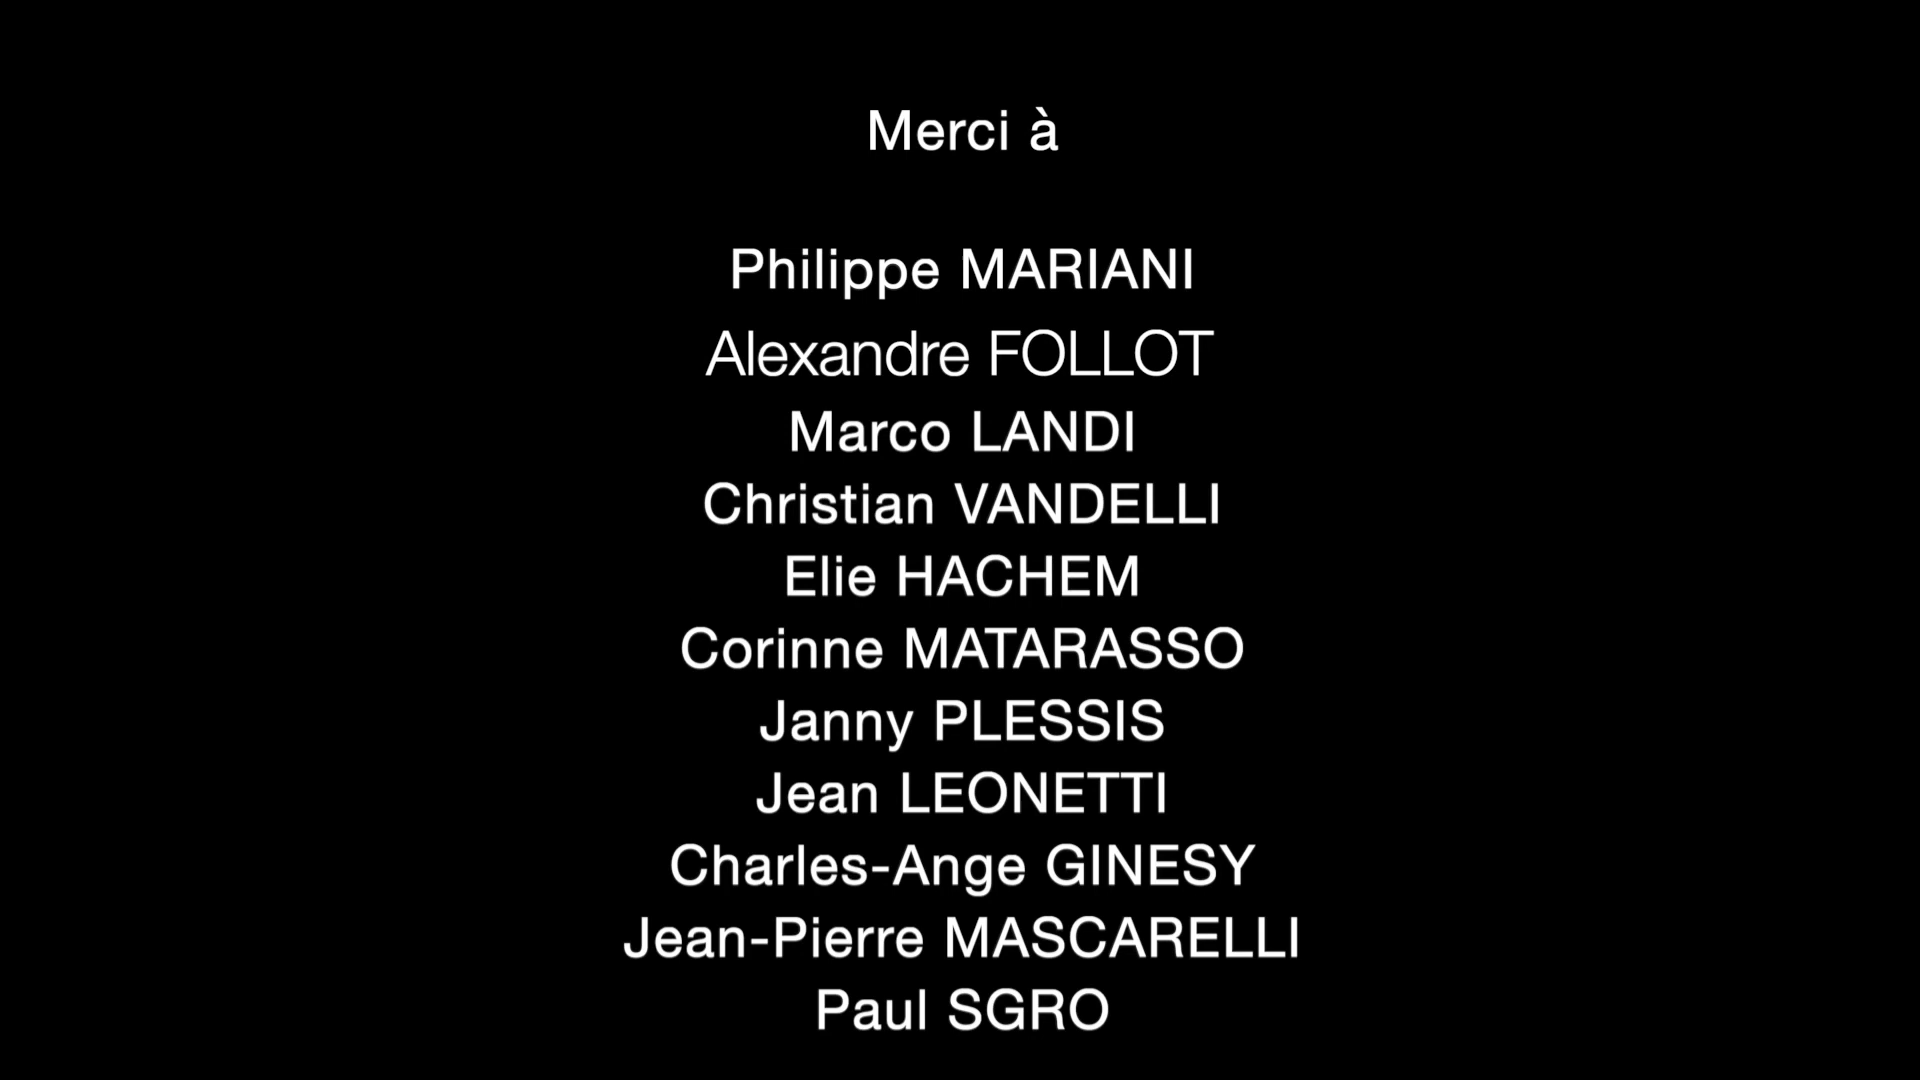 Merci à
Philippe MARIANI
Alexandre FOLLOT
Marco LANDI
Christian VANDELLI
Elie HACHEM
Corinne MATARASSO
Janny PLESSIS
Jean LEONETTI
Charles-Ange GINESY
Jean-Pierre MASCARELLI
Paul SGRO